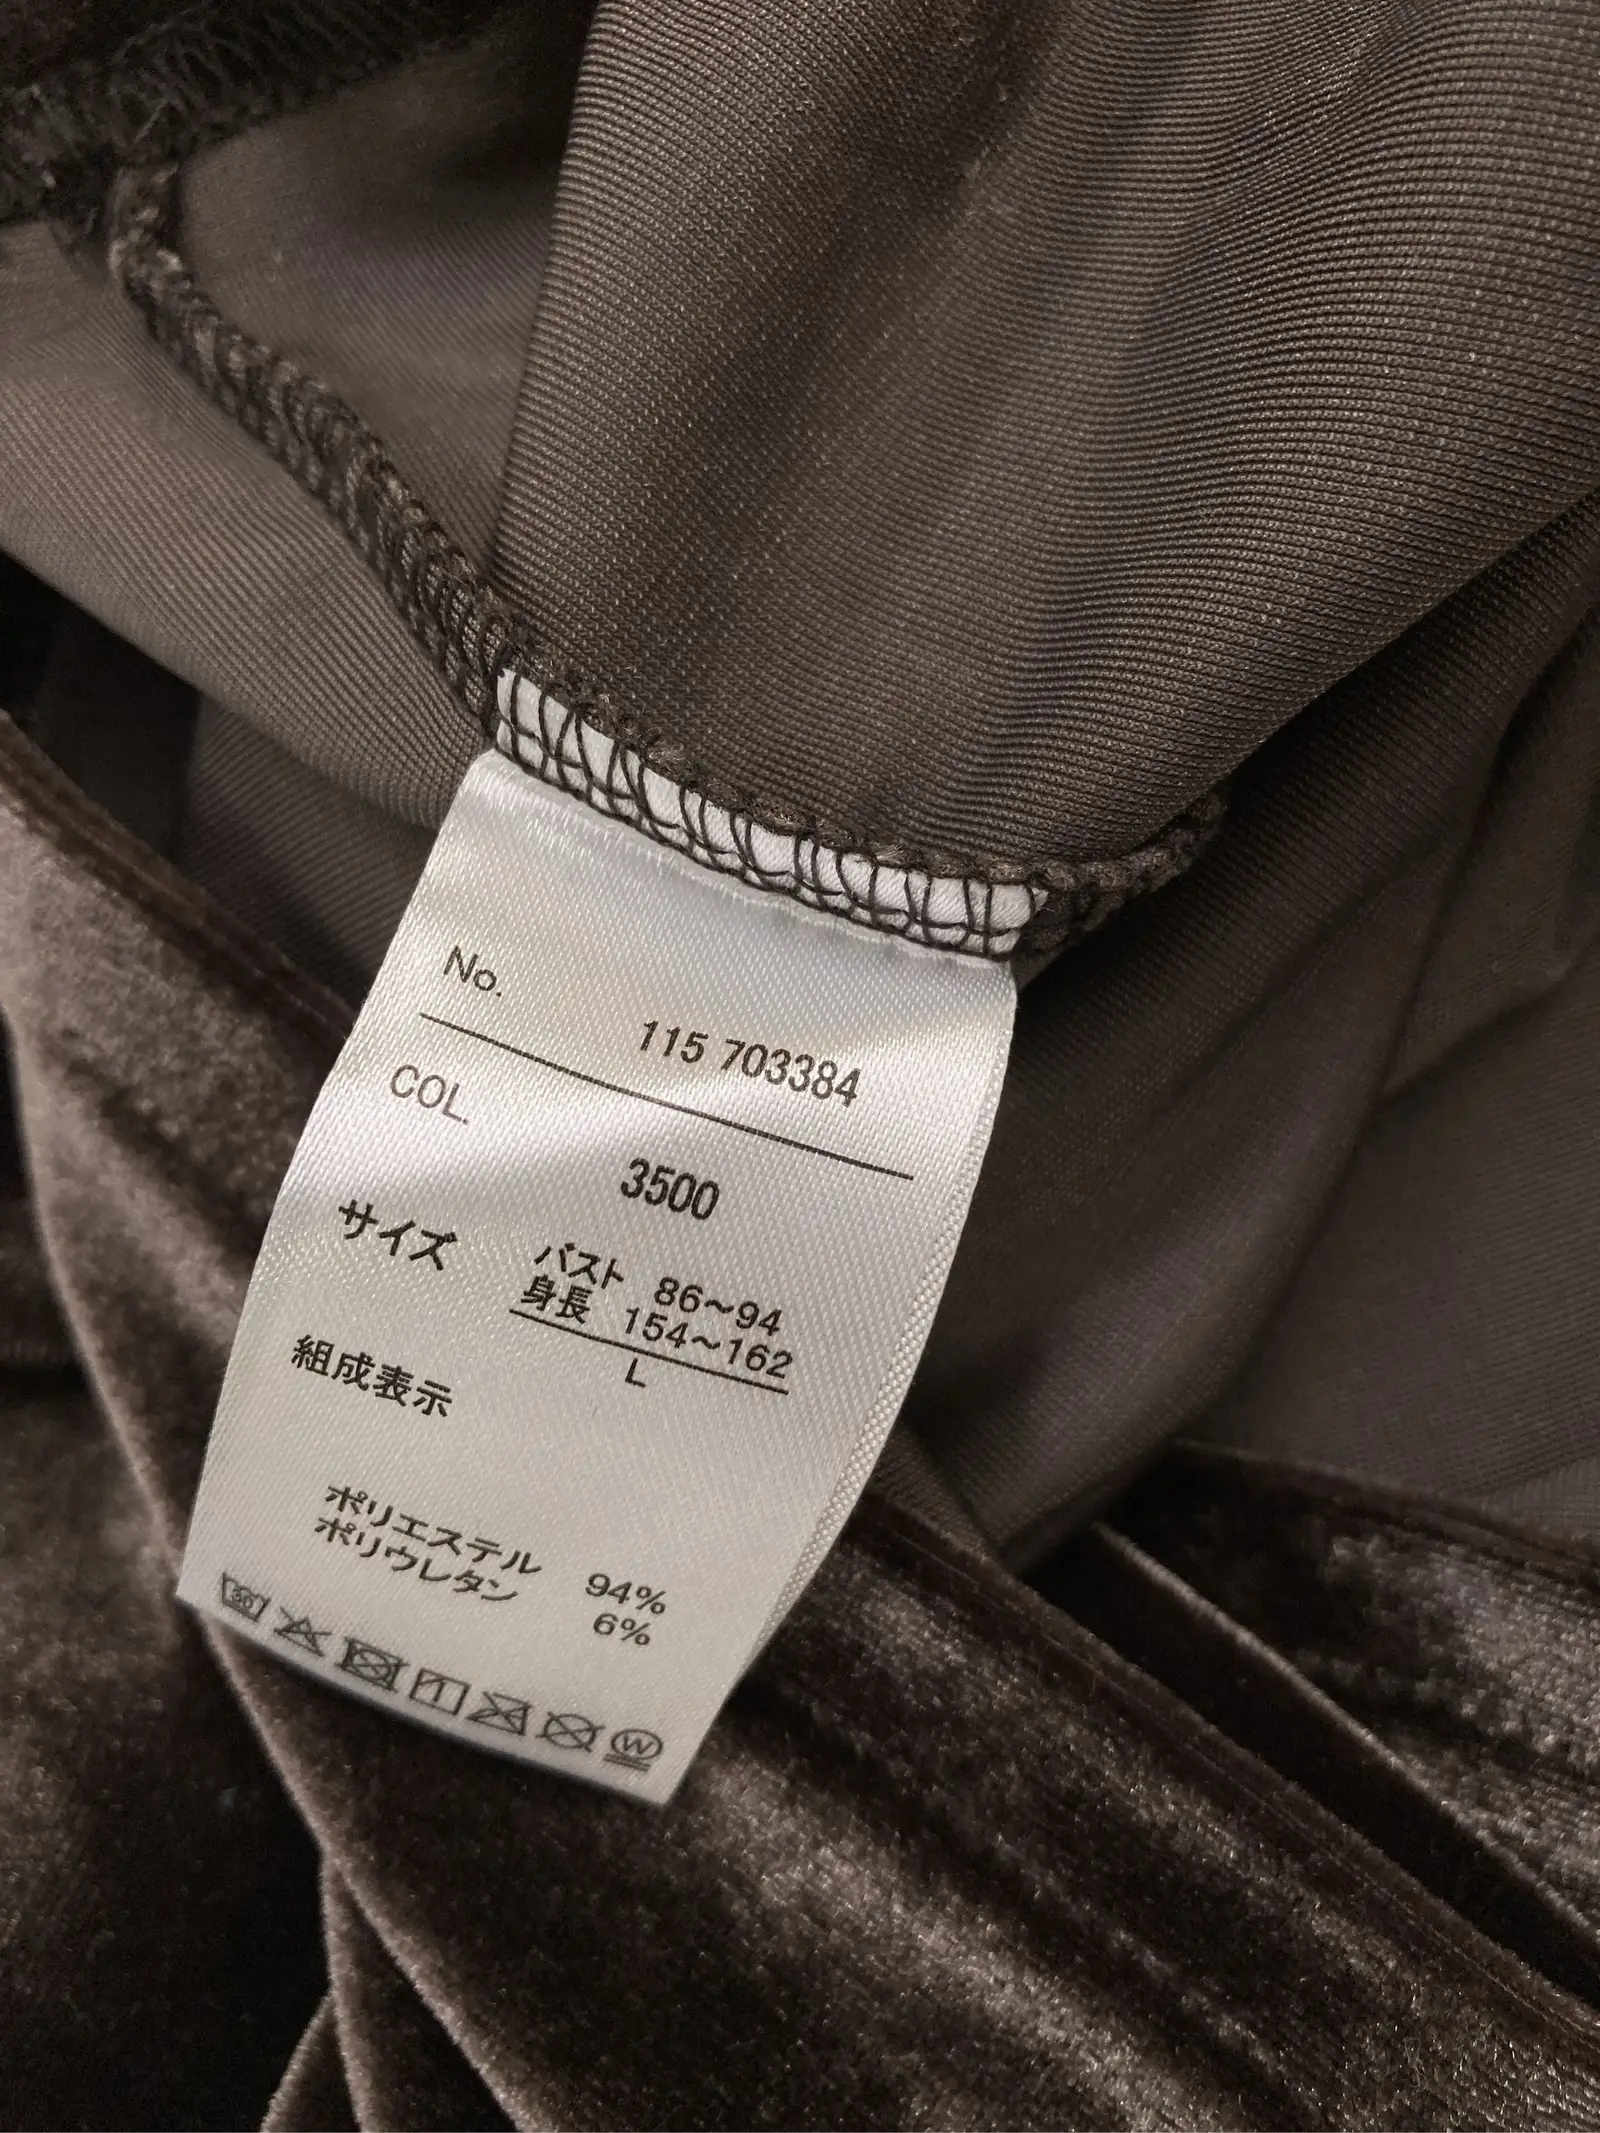 No.
115 703384
COL.
3500
サイズ
バスト 86～94
身長 154～162
L
組成表示
ポリエステル 94%
ポリウレタン 6%
30
W